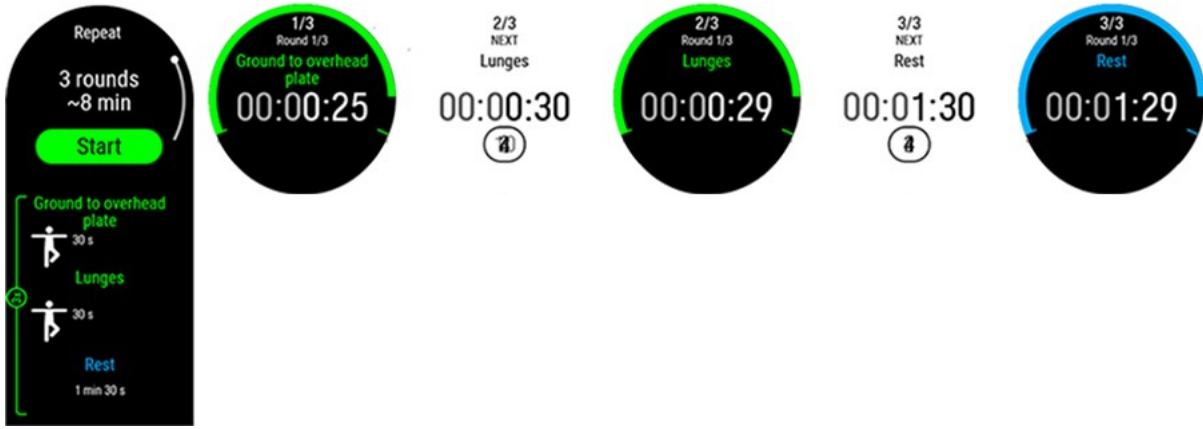 Repeat
3 rounds
~8 min
Start
Ground to overhead
plate
30 s
Lunges
30 s
Rest
1 min 30 s
1/3
Round 1/3
Ground to overhead
plate
00:00:25
2/3
NEXT
Lunges
00:00:30
2/3
Round 1/3
Lunges
00:00:29
3/3
NEXT
Rest
00:01:30
3/3
Round 1/3
Rest
00:01:29